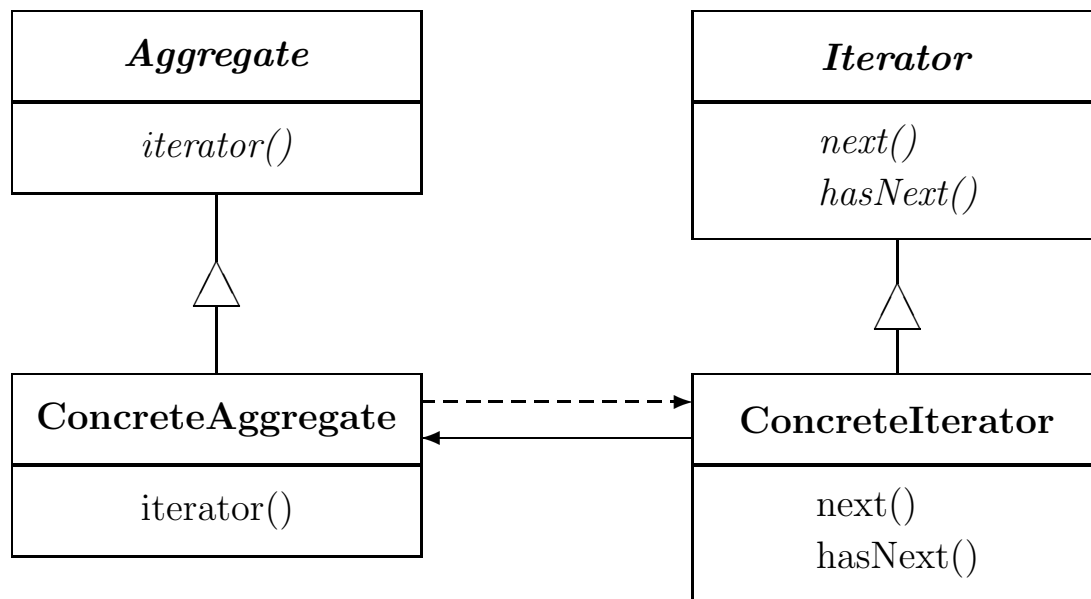 Aggregate
iterator()
Iterator
next()
hasNext()
ConcreteAggregate
iterator()
ConcreteIterator
next()
hasNext()